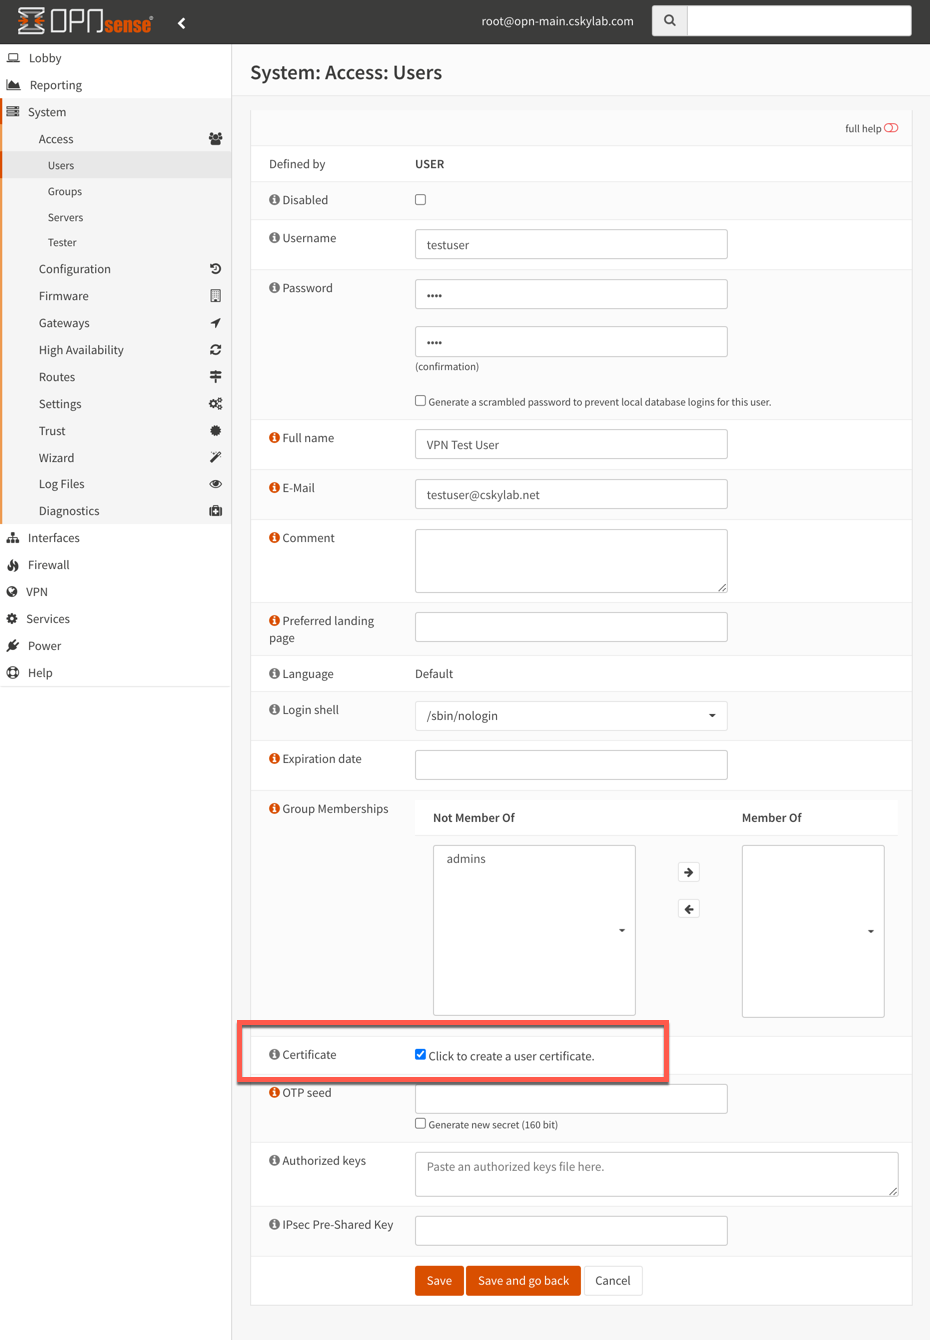 OPNsense
root@opn-main.cskylab.com
Lobby
Reporting
System
Access
Users
Groups
Servers
Tester
Configuration
Firmware
Gateways
High Availability
Routes
Settings
Trust
Wizard
Log Files
Diagnostics
Interfaces
Firewall
VPN
Services
Power
Help
System: Access: Users
full help
Defined by
USER
Disabled
Username
testuser
Password
••••
••••
(confirmation)
Generate a scrambled password to prevent local database logins for this user.
Full name
VPN Test User
E-Mail
testuser@cskylab.net
Comment
Preferred landing
page
Language
Default
Login shell
/sbin/nologin
Expiration date
Group Memberships
Not Member Of
Member Of
admins
Certificate
Click to create a user certificate.
OTP seed
Generate new secret (160 bit)
Authorized keys
Paste an authorized keys file here.
IPsec Pre-Shared Key
Save
Save and go back
Cancel